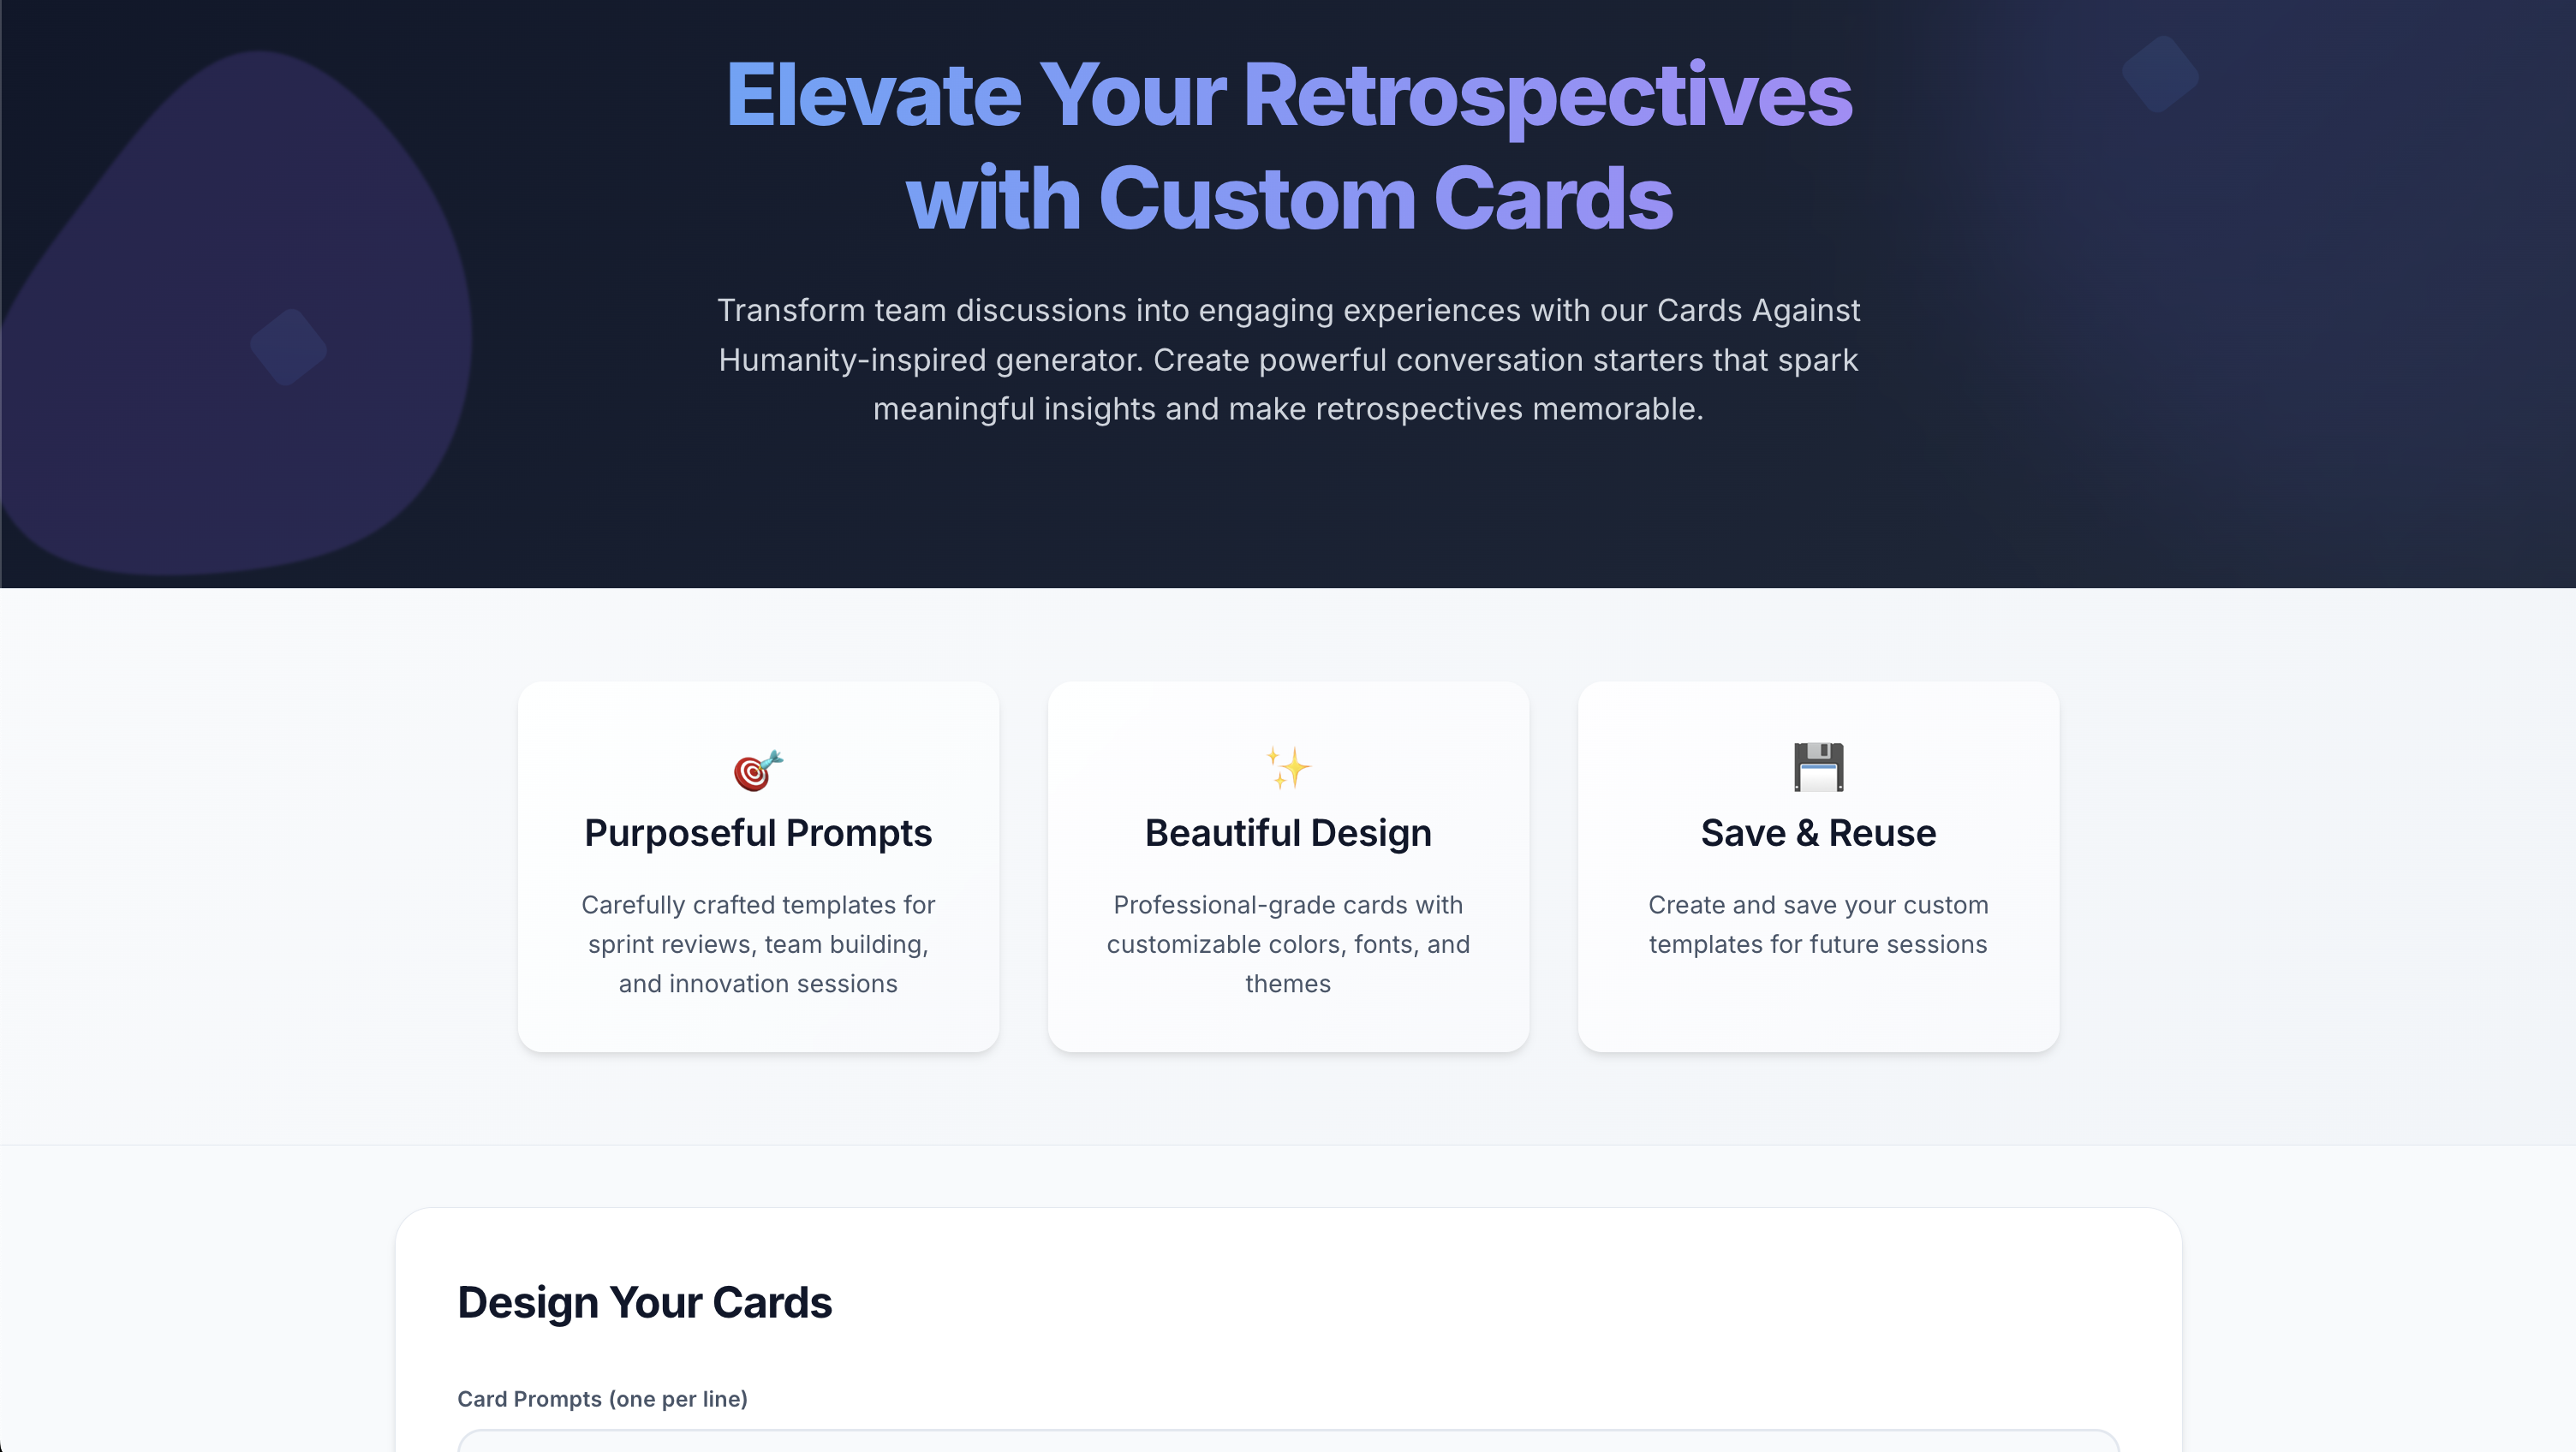 Elevate Your Retrospectives
with Custom Cards
Transform team discussions into engaging experiences with our Cards Against
Humanity-inspired generator. Create powerful conversation starters that spark
meaningful insights and make retrospectives memorable.
Purposeful Prompts
Carefully crafted templates for
sprint reviews, team building,
and innovation sessions
Beautiful Design
Professional-grade cards with
customizable colors, fonts, and
themes
Save & Reuse
Create and save your custom
templates for future sessions
Design Your Cards
Card Prompts (one per line)